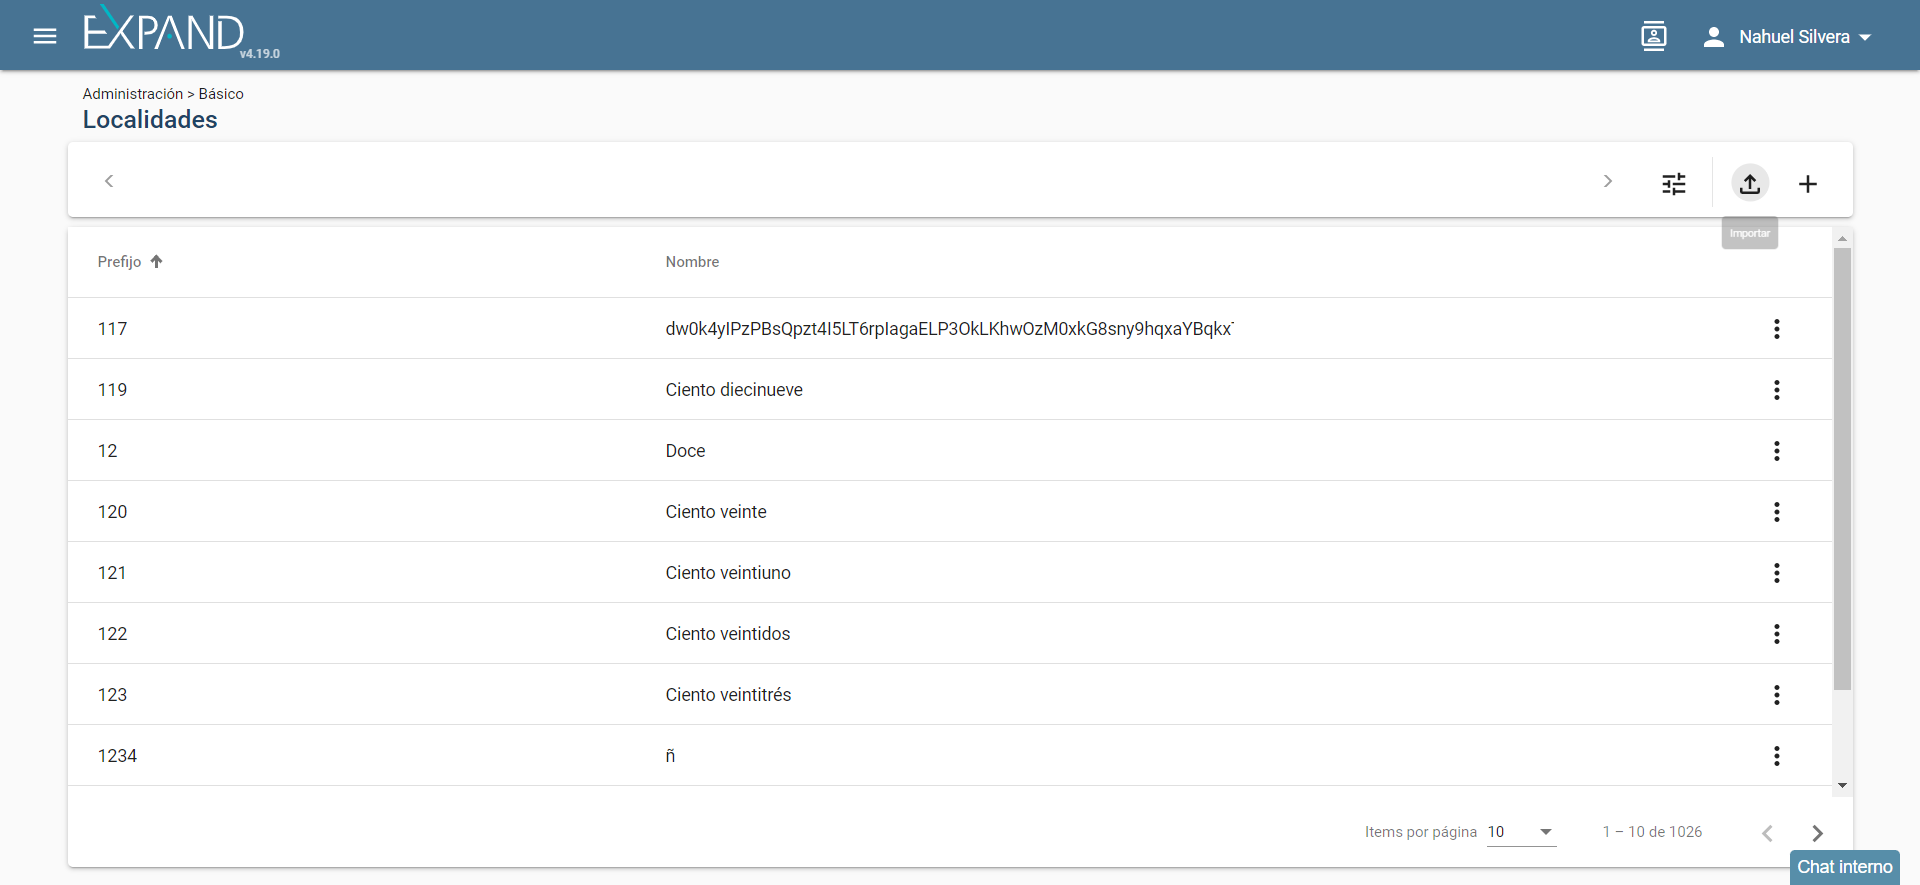 EXPAND
v4.19.0
Nahuel Silvera
Administración > Básico
Localidades
Importar
Prefijo Nombre
117 dw0k4yIPzPBsQpzt4I5LT6rpIagaELP3OkLKhwOzM0xkG8sny9hqxaYBqkx
119 Ciento diecinueve
12 Doce
120 Ciento veinte
121 Ciento veintiuno
122 Ciento veintidos
123 Ciento veintitrés
1234 ñ
Items por página 10 1 – 10 de 1026
Chat interno